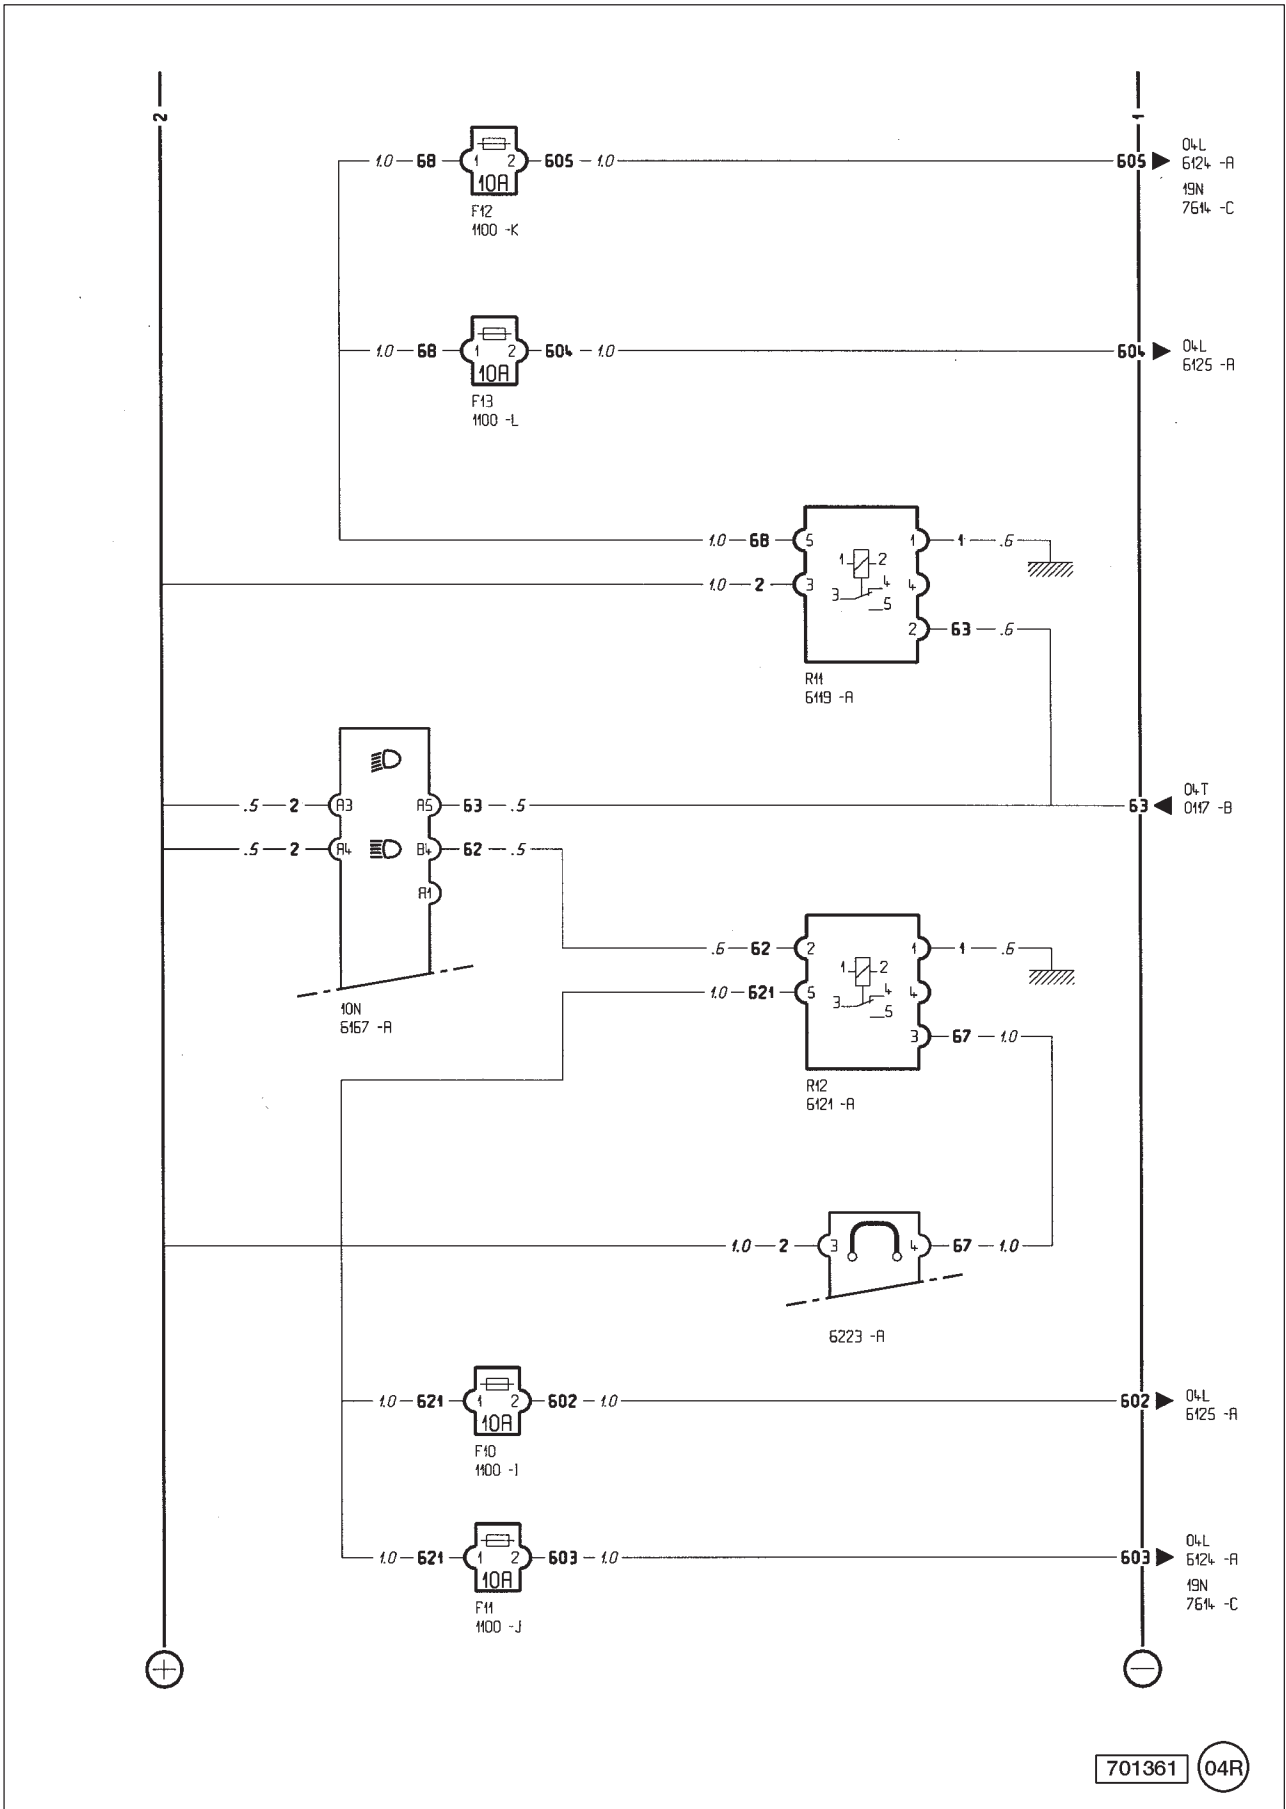 2
1
1.0 68 1 2 605 1.0 605
10A
F12
1100 -K
04L
6124 -A
19N
7614 -C
1.0 68 1 2 604 1.0 604
10A
F13
1100 -L
04L
6125 -A
1.0 68 5 1 1 .6
1 2
1.0 2 3 4
3 4
5
2 63 .6
R11
6119 -A
.5 2 A3 A5 63 .5 63
04T
0117 -B
.5 2 A4 B4 62 .5
A1
.6 62 2 1 1 .6
1 2
1.0 621 5 4
3 4
5
3 67 1.0
10N
6167 -A
R12
6121 -A
1.0 2 3 4 67 1.0
6223 -A
1.0 621 1 2 602 1.0 602
10A
F10
1100 -I
04L
6125 -A
1.0 621 1 2 603 1.0 603
10A
F11
1100 -J
04L
6124 -A
19N
7614 -C
+
−
701361 04R